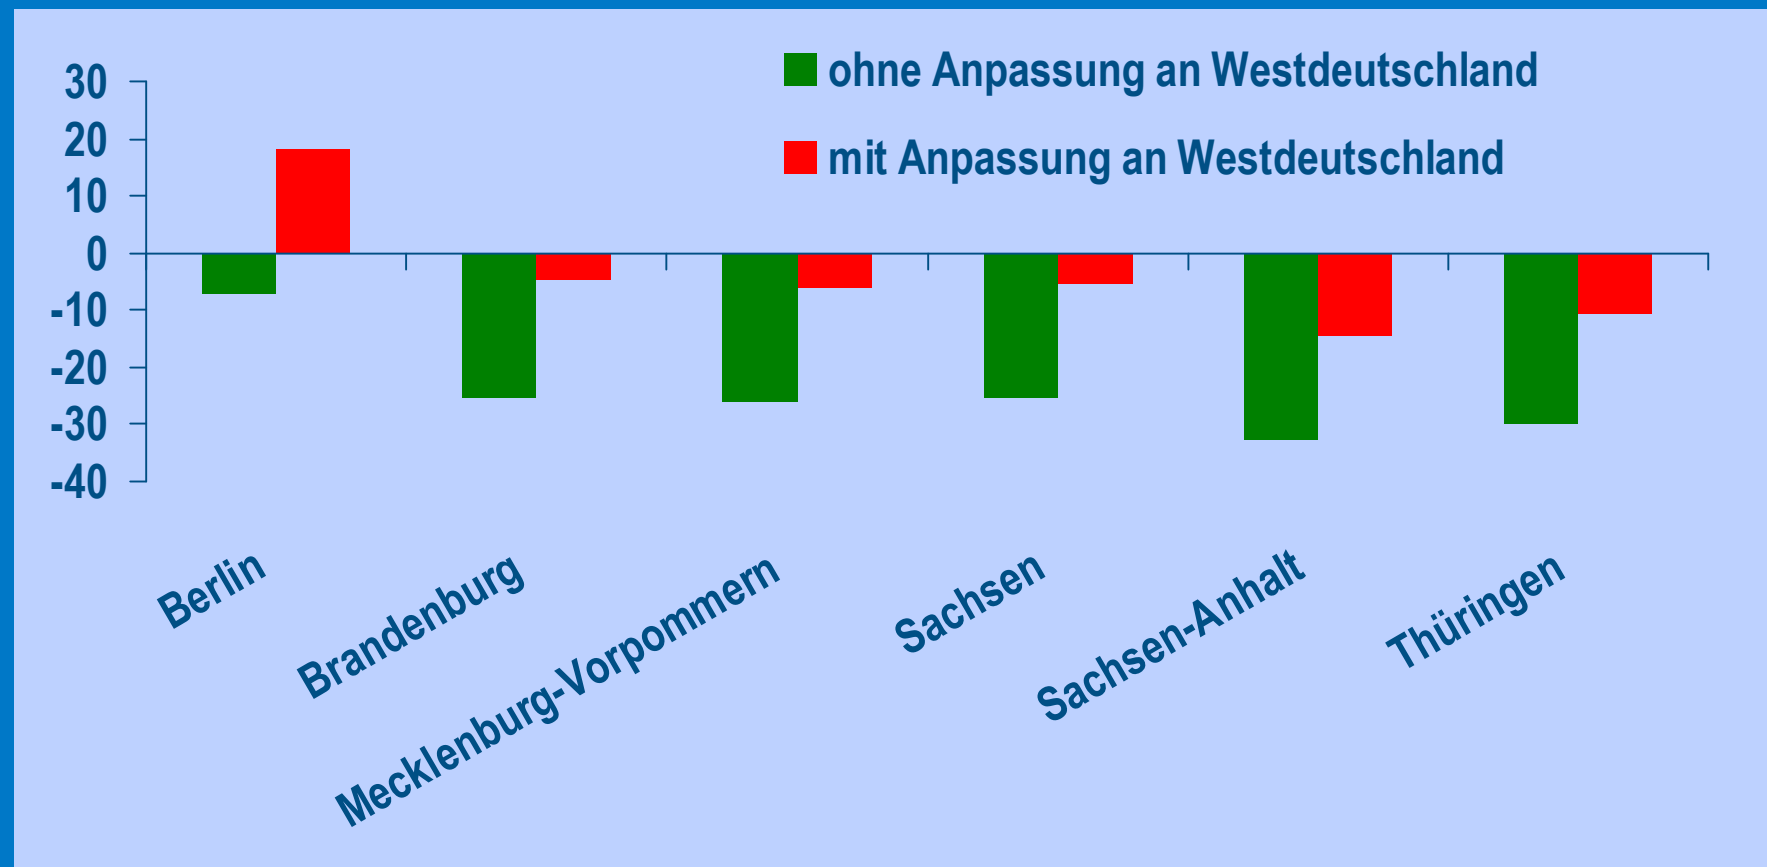 ohne Anpassung an Westdeutschland
mit Anpassung an Westdeutschland
30
20
10
0
-10
-20
-30
-40
Berlin
Brandenburg
Mecklenburg-Vorpommern
Sachsen
Sachsen-Anhalt
Thüringen